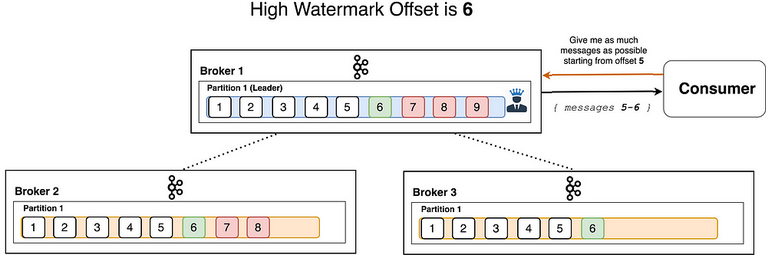 High Watermark Offset is 6
Give me as much
messages as possible
starting from offset 5
Broker 1
Partition 1 (Leader)
1 2 3 4 5 6 7 8 9
Consumer
{ messages 5-6 }
Broker 2
Partition 1
1 2 3 4 5 6 7 8
Broker 3
Partition 1
1 2 3 4 5 6